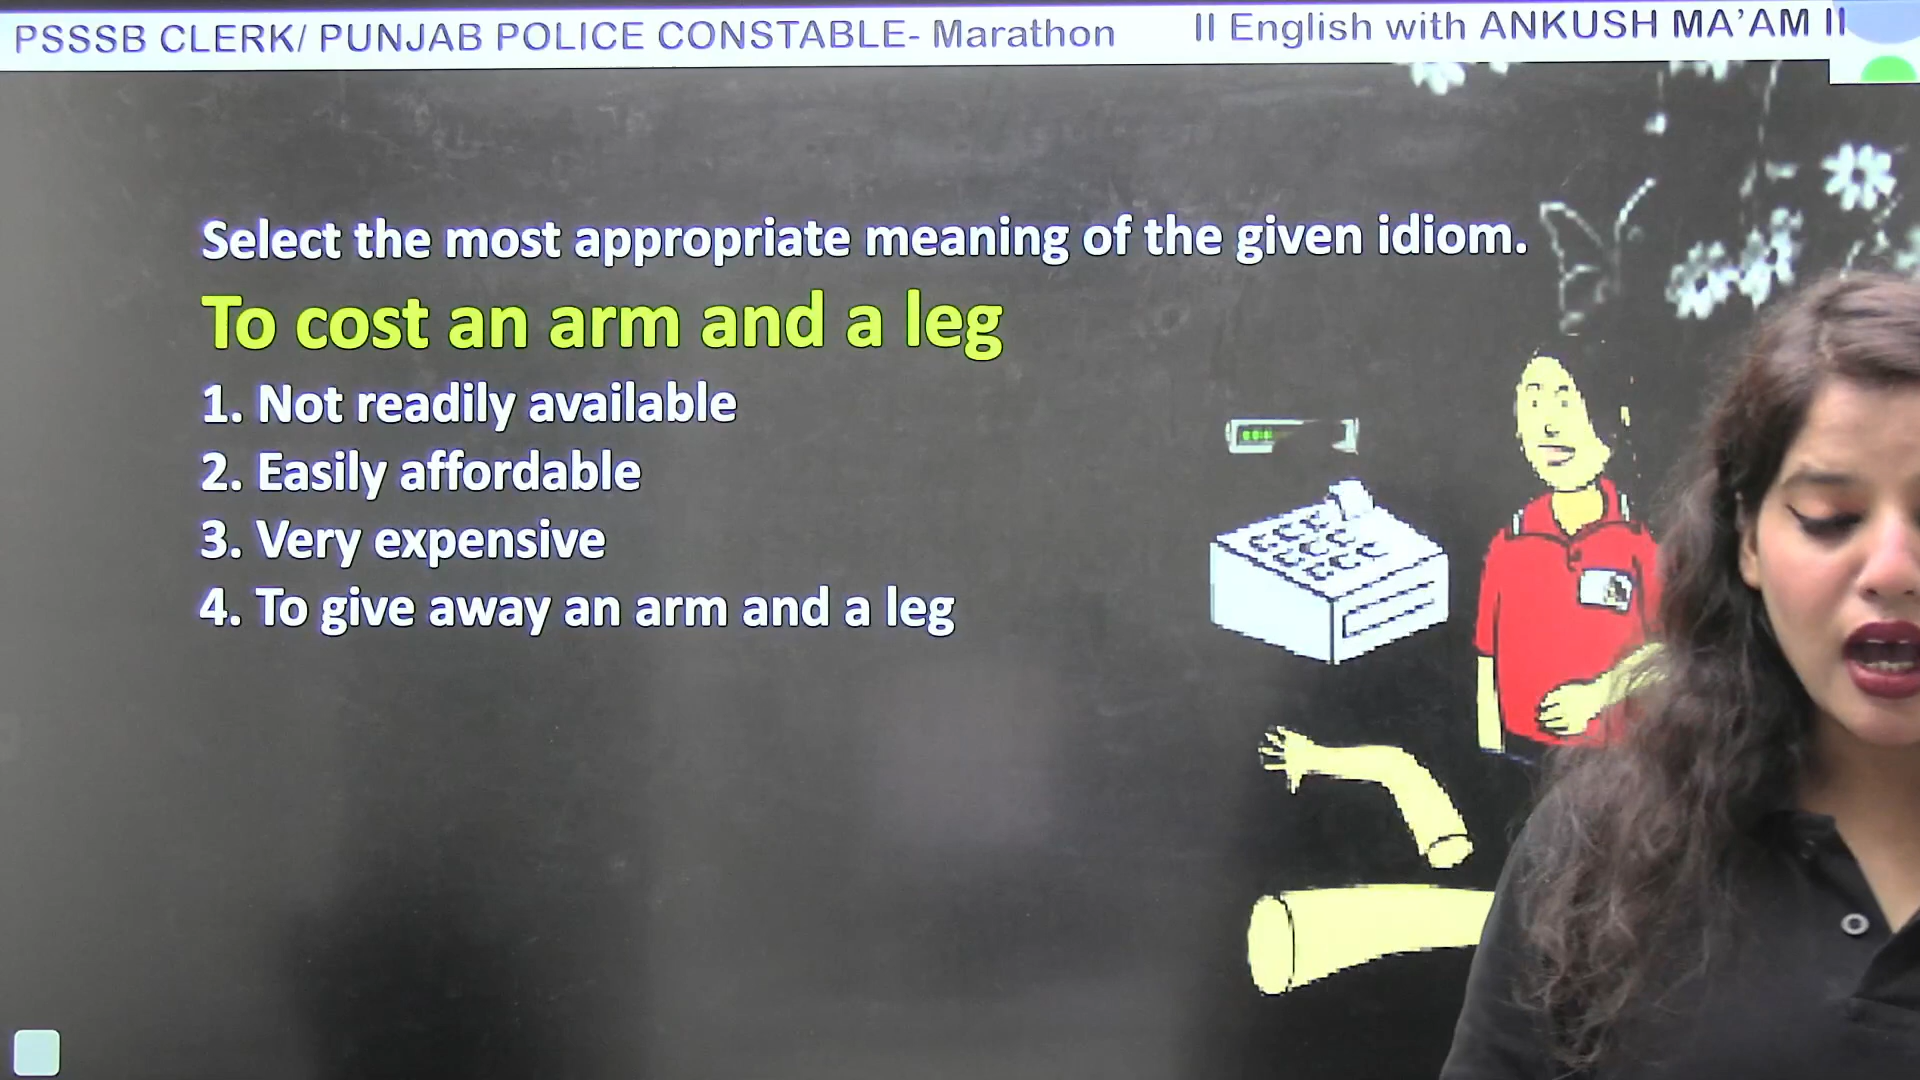 PSSSB CLERK/ PUNJAB POLICE CONSTABLE- Marathon
II English with ANKUSH MA'AM II
Select the most appropriate meaning of the given idiom.
To cost an arm and a leg
1. Not readily available
2. Easily affordable
3. Very expensive
4. To give away an arm and a leg